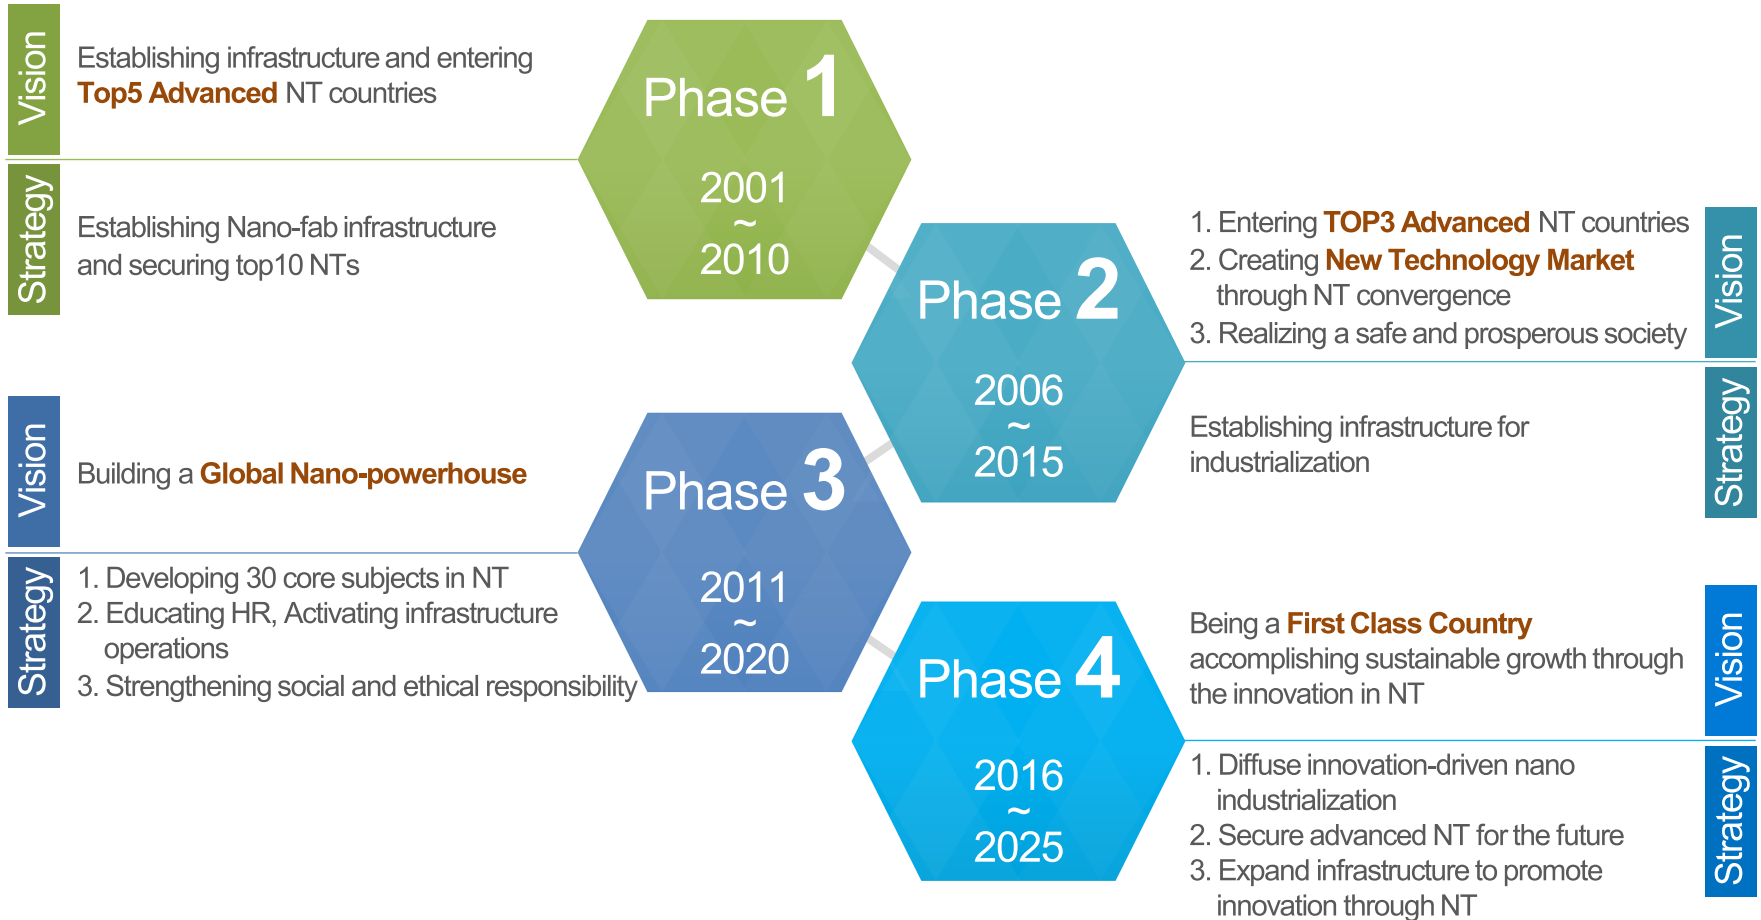 Vision
Establishing infrastructure and entering
Top5 Advanced NT countries
Strategy
Establishing Nano-fab infrastructure
and securing top10 NTs
Phase 1
2001
~
2010
Phase 2
2006
~
2015
1. Entering TOP3 Advanced NT countries
2. Creating New Technology Market
through NT convergence
3. Realizing a safe and prosperous society
Vision
Establishing infrastructure for
industrialization
Strategy
Vision
Building a Global Nano-powerhouse
Strategy
1. Developing 30 core subjects in NT
2. Educating HR, Activating infrastructure
operations
3. Strengthening social and ethical responsibility
Phase 3
2011
~
2020
Phase 4
2016
~
2025
Being a First Class Country
accomplishing sustainable growth through
the innovation in NT
Vision
1. Diffuse innovation-driven nano
industrialization
2. Secure advanced NT for the future
3. Expand infrastructure to promote
innovation through NT
Strategy